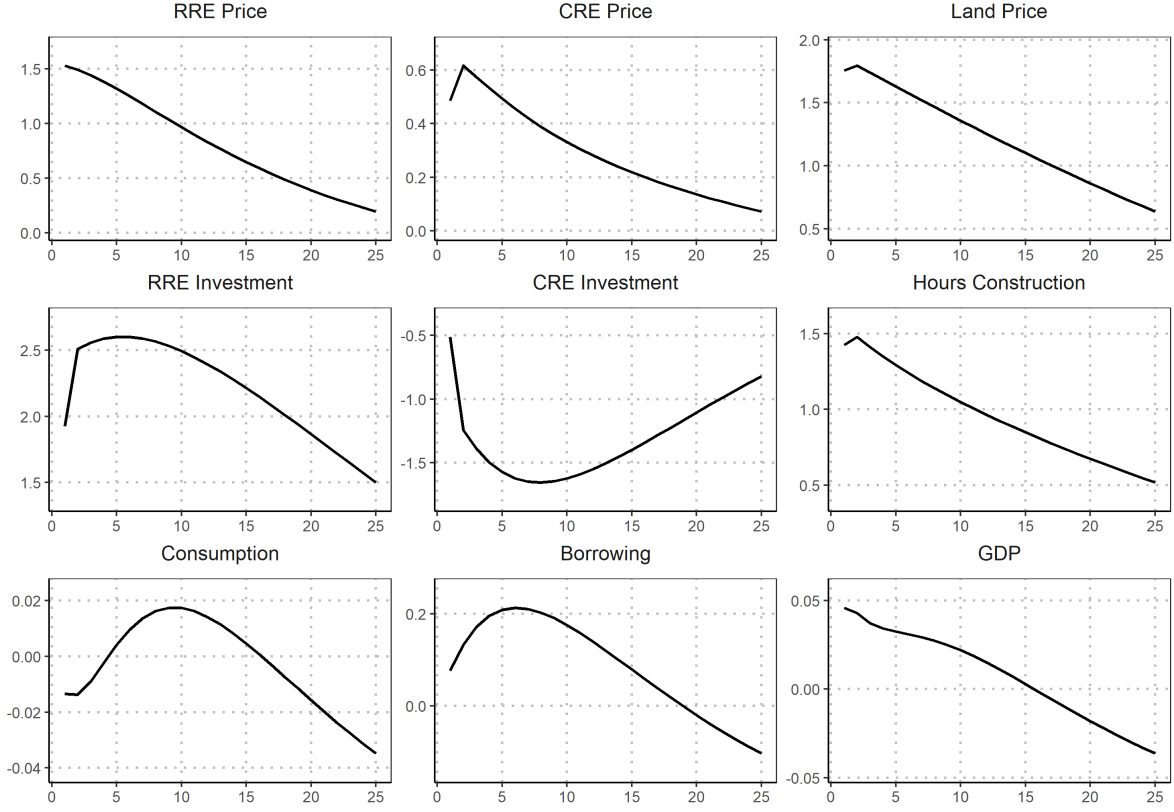 RRE Price
CRE Price
Land Price
1.5
1.0
0.5
0.0
0 5 10 15 20 25
0.6
0.4
0.2
0.0
0 5 10 15 20 25
2.0
1.5
1.0
0.5
0 5 10 15 20 25
RRE Investment
CRE Investment
Hours Construction
2.5
2.0
1.5
0 5 10 15 20 25
-0.5
-1.0
-1.5
0 5 10 15 20 25
1.5
1.0
0.5
0 5 10 15 20 25
Consumption
Borrowing
GDP
0.02
0.00
-0.02
-0.04
0 5 10 15 20 25
0.2
0.0
0 5 10 15 20 25
0.05
0.00
-0.05
0 5 10 15 20 25